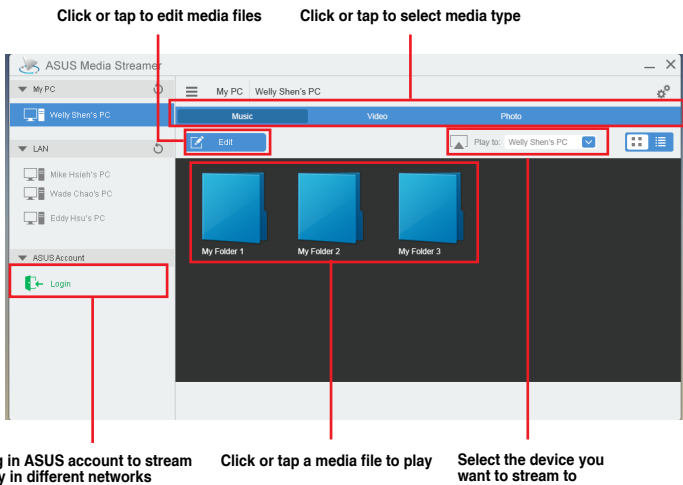 Click or tap to edit media files
Click or tap to select media type
ASUS Media Streamer
My PC
My PC Welly Shen's PC
Welly Shen's PC
Music Video Photo
Edit
Play to: Welly Shen's PC
LAN
Mike Hsieh's PC
Wade Chao's PC
Eddy Hsu's PC
My Folder 1 My Folder 2 My Folder 3
ASUS Account
Login
g in ASUS account to stream
y in different networks
Click or tap a media file to play
Select the device you
want to stream to